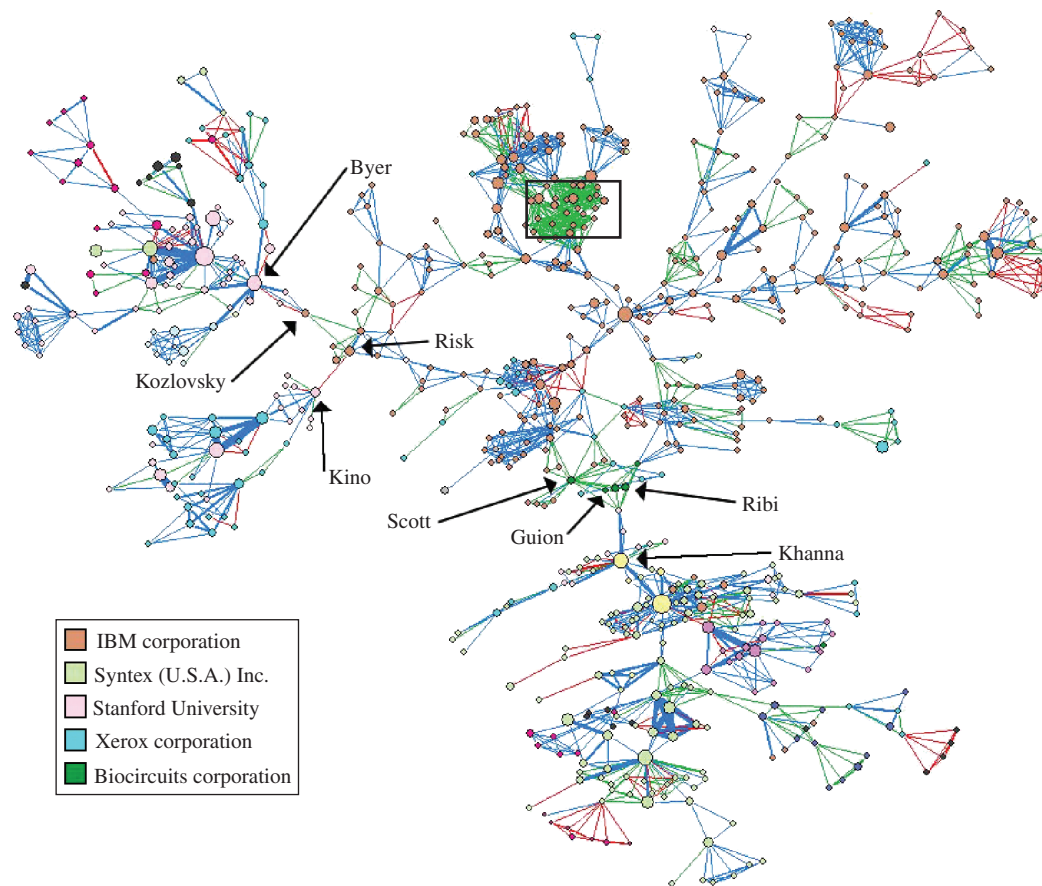 Byer
Risk
Kozlovsky
Kino
Scott
Guion
Ribi
Khanna
IBM corporation
Syntex (U.S.A.) Inc.
Stanford University
Xerox corporation
Biocircuits corporation